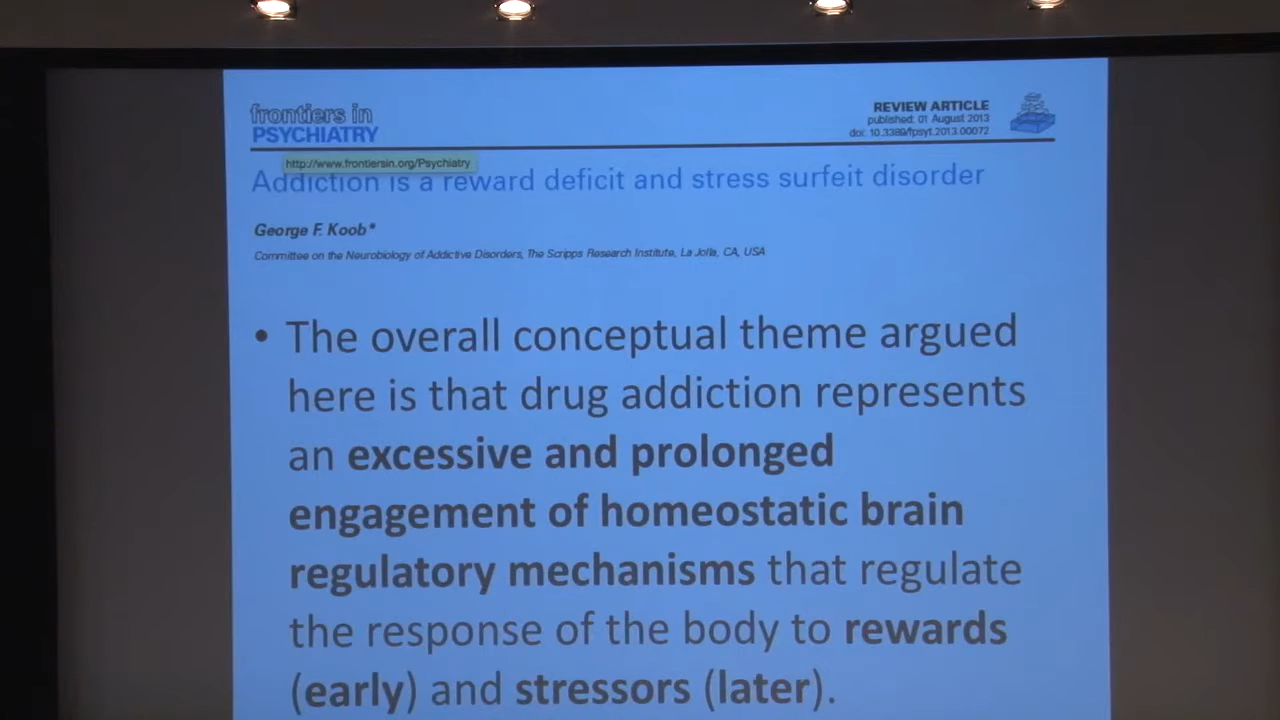 frontiers in
PSYCHIATRY
REVIEW ARTICLE
published: 01 August 2013
doi: 10.3389/fpsyt.2013.00072
http://www.frontiersin.org/Psychiatry
Addiction is a reward deficit and stress surfeit disorder
George F. Koob*
Committee on the Neurobiology of Addictive Disorders, The Scripps Research Institute, La Jolla, CA, USA
• The overall conceptual theme argued
here is that drug addiction represents
an excessive and prolonged
engagement of homeostatic brain
regulatory mechanisms that regulate
the response of the body to rewards
(early) and stressors (later).